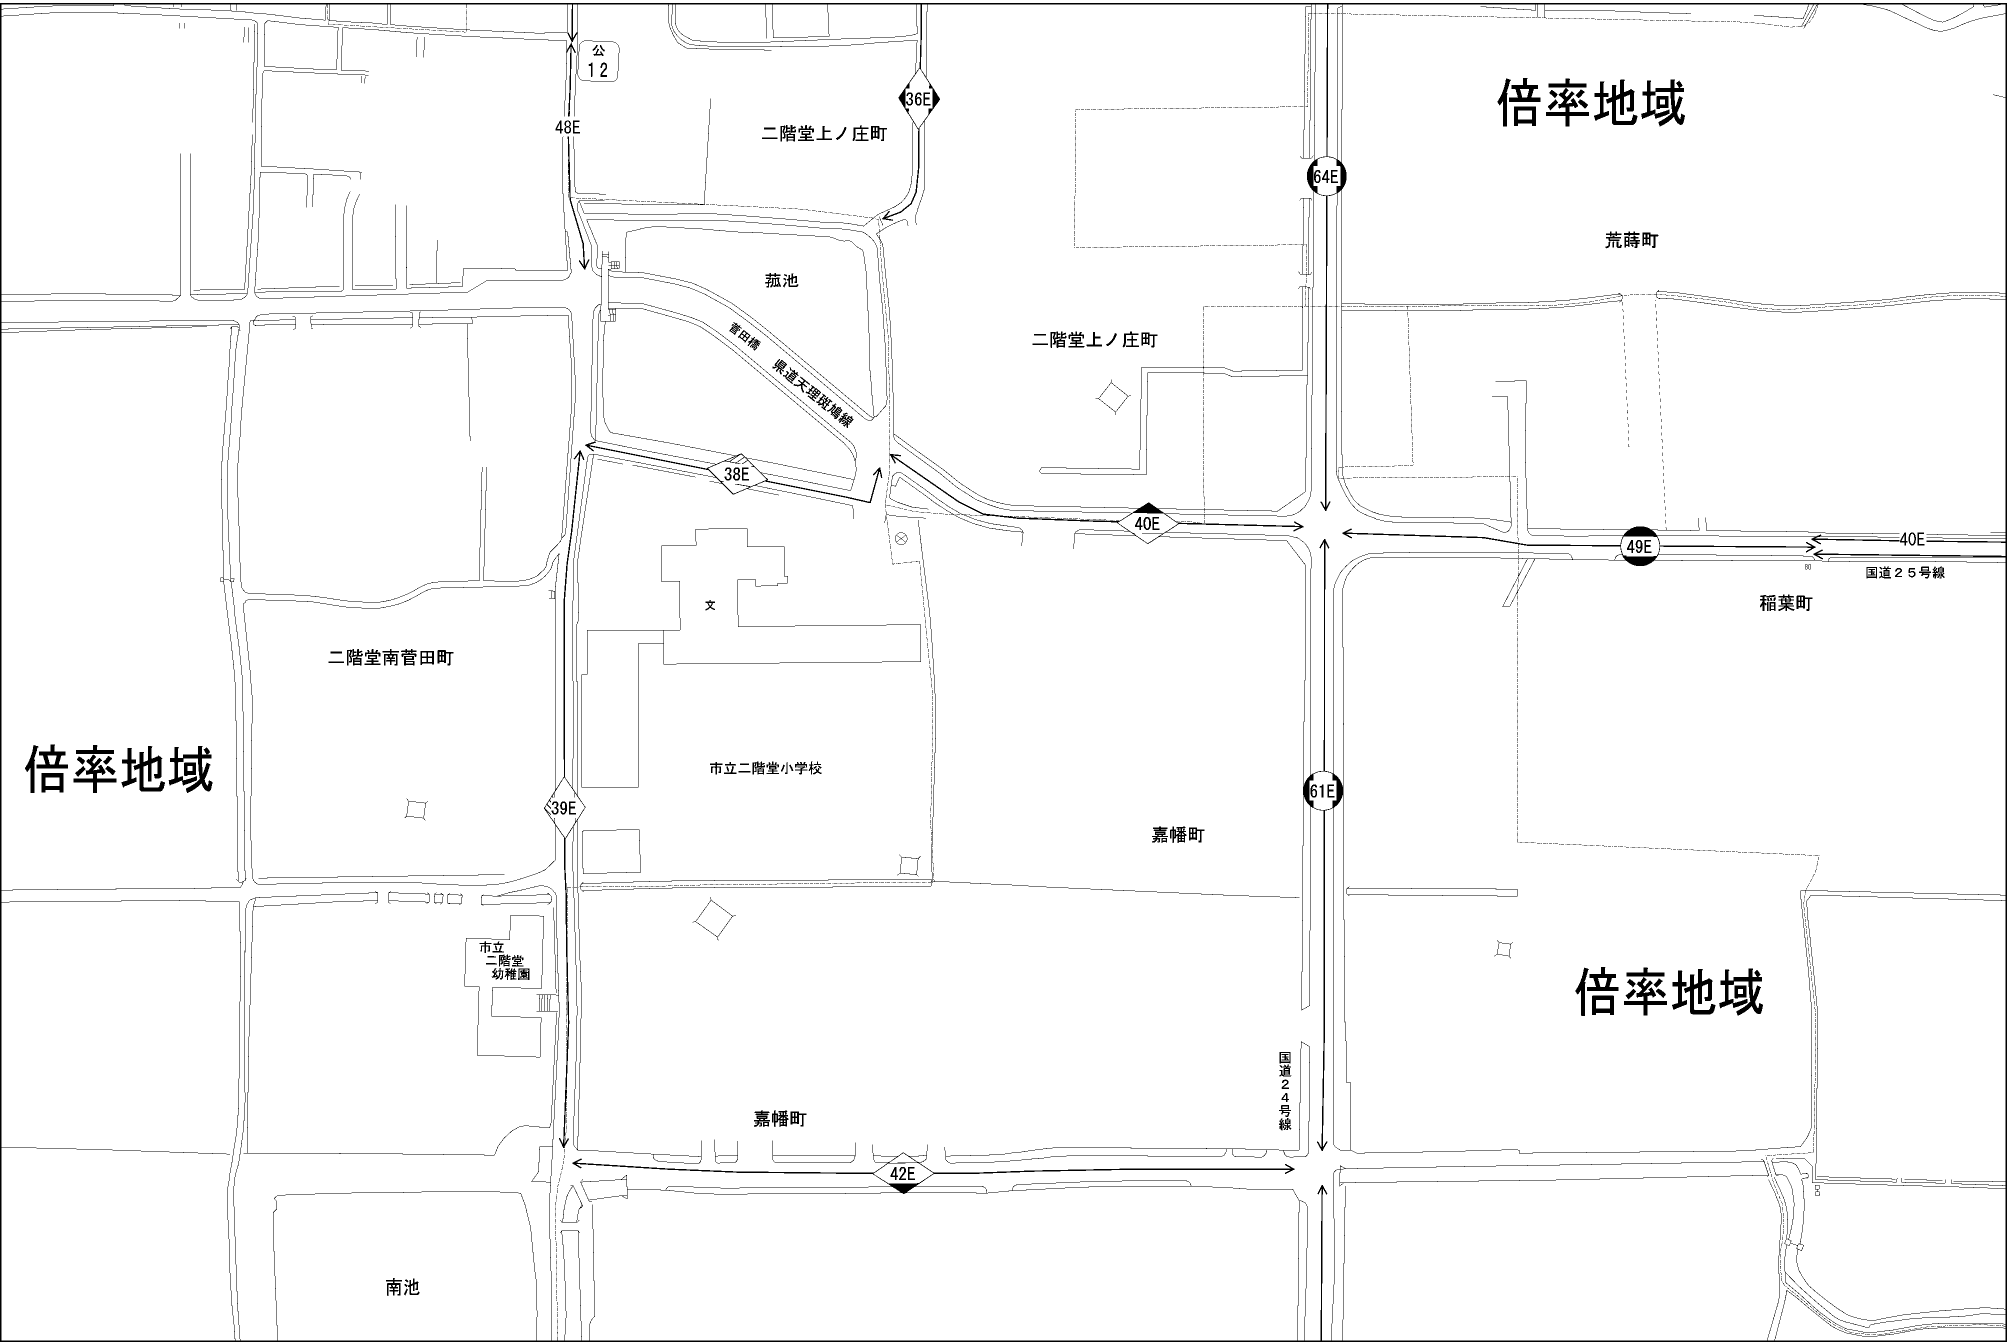 公
12
36E
倍率地域
48E
二階堂上ノ庄町
64E
荒蒔町
菰池
菅田橋
県道天理斑鳩線
二階堂上ノ庄町
38E
40E
49E
40E
国道25号線
80
稲葉町
文
二階堂南菅田町
倍率地域
市立二階堂小学校
39E
61E
嘉幡町
市立
二階堂
幼稚園
倍率地域
国道24号線
嘉幡町
42E
南池